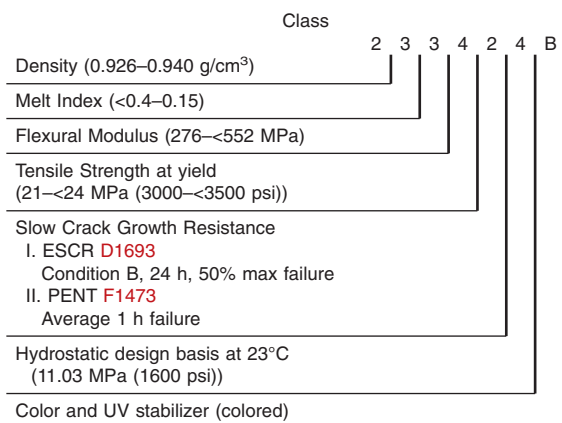 Class
2 3 3 4 2 4 B
Density (0.926–0.940 g/cm³)
Melt Index (<0.4–0.15)
Flexural Modulus (276–<552 MPa)
Tensile Strength at yield
(21–<24 MPa (3000–<3500 psi))
Slow Crack Growth Resistance
I. ESCR D1693
Condition B, 24 h, 50% max failure
II. PENT F1473
Average 1 h failure
Hydrostatic design basis at 23°C
(11.03 MPa (1600 psi))
Color and UV stabilizer (colored)